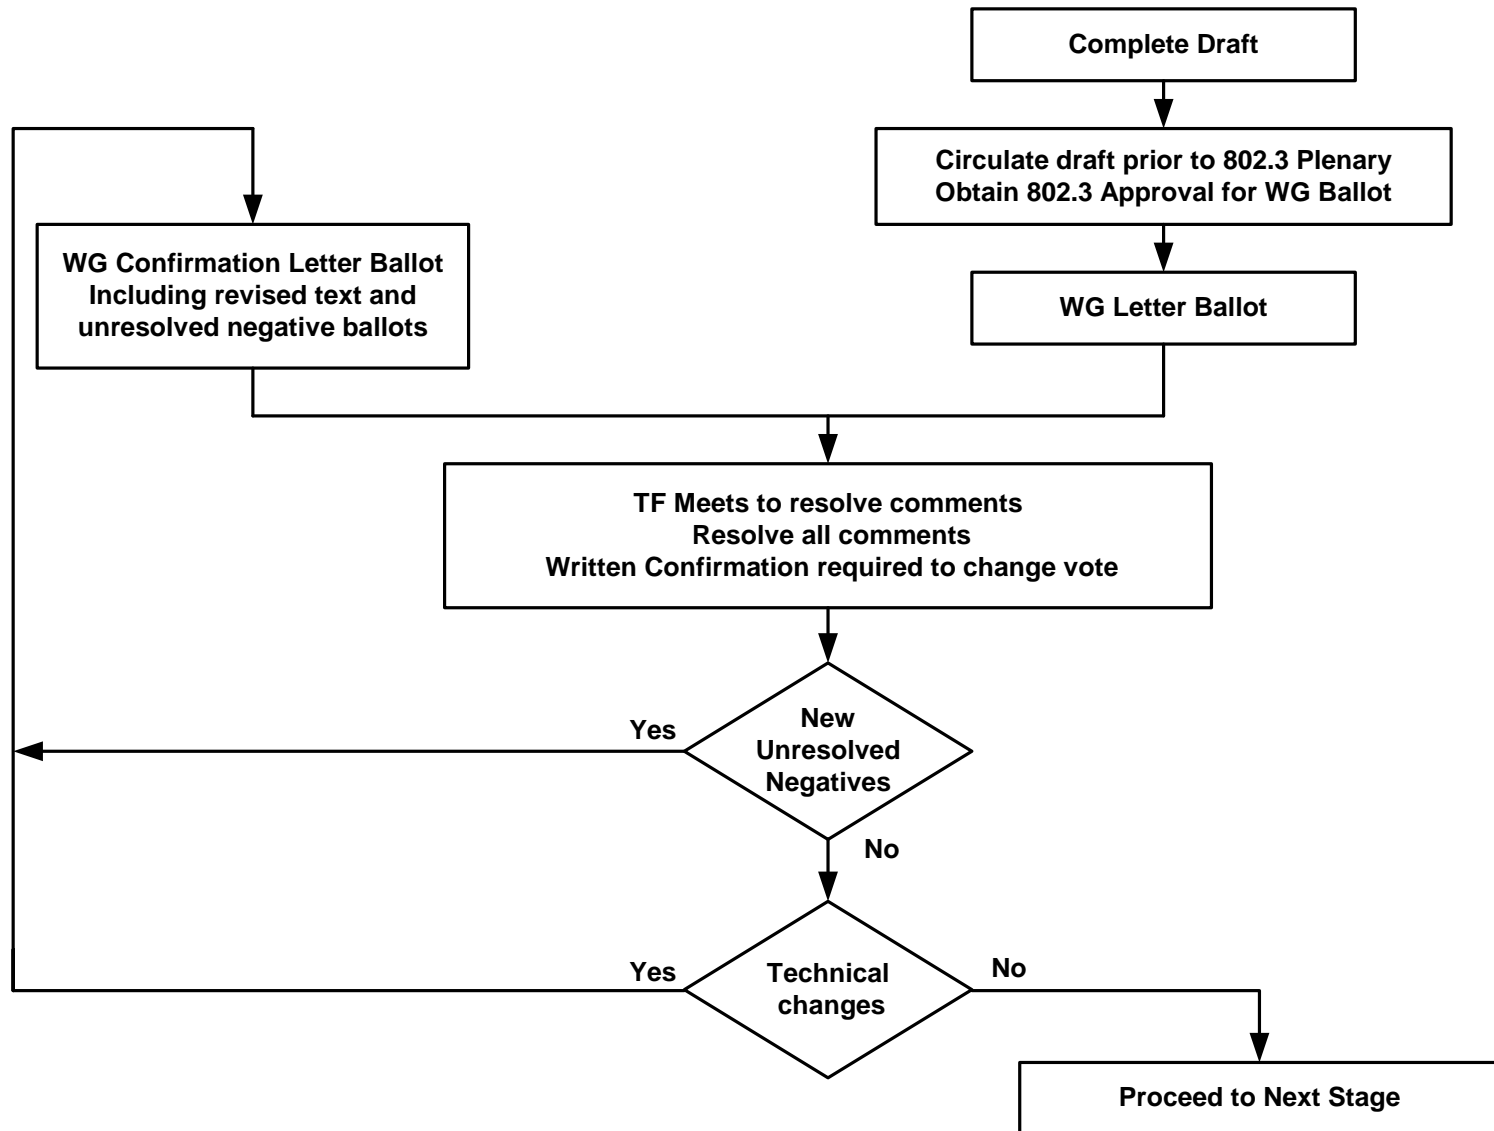 Complete Draft
Circulate draft prior to 802.3 Plenary
Obtain 802.3 Approval for WG Ballot
WG Confirmation Letter Ballot
Including revised text and
unresolved negative ballots
WG Letter Ballot
TF Meets to resolve comments
Resolve all comments
Written Confirmation required to change vote
Yes
New
Unresolved
Negatives
No
Yes
Technical
changes
No
Proceed to Next Stage